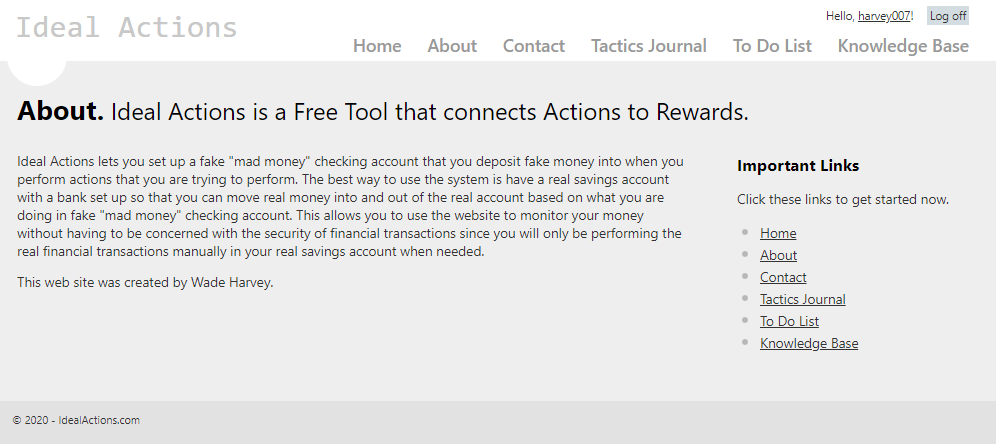 Ideal Actions
Hello, harvey007! Log off
Home About Contact Tactics Journal To Do List Knowledge Base
About. Ideal Actions is a Free Tool that connects Actions to Rewards.
Ideal Actions lets you set up a fake "mad money" checking account that you deposit fake money into when you
perform actions that you are trying to perform. The best way to use the system is have a real savings account
with a bank set up so that you can move real money into and out of the real account based on what you are
doing in fake "mad money" checking account. This allows you to use the website to monitor your money
without having to be concerned with the security of financial transactions since you will only be performing the
real financial transactions manually in your real savings account when needed.
This web site was created by Wade Harvey.
Important Links
Click these links to get started now.
Home
About
Contact
Tactics Journal
To Do List
Knowledge Base
© 2020 - IdealActions.com